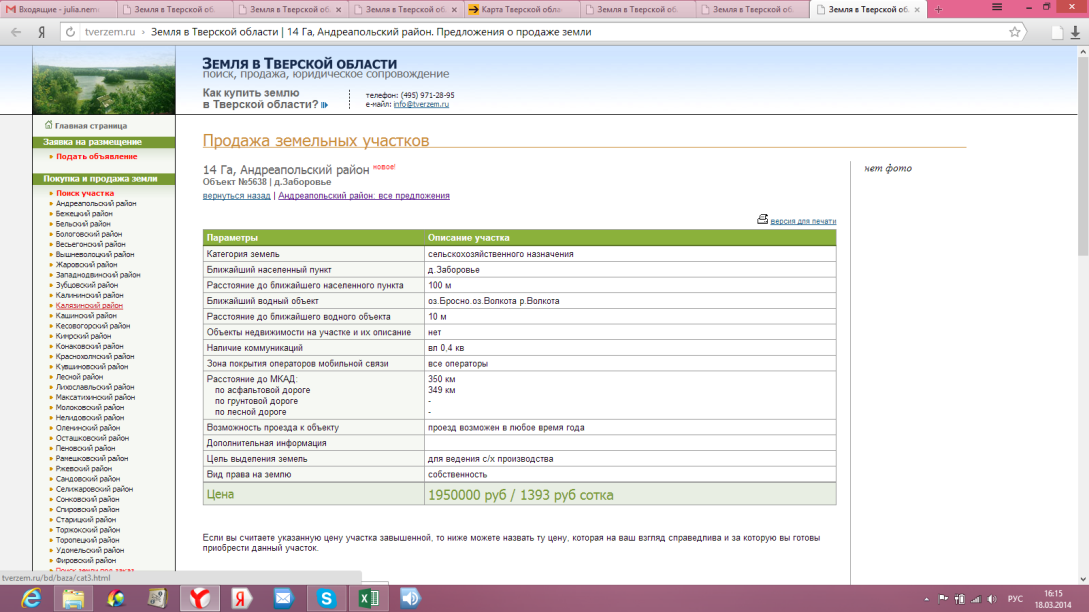 Входящие - julia.nem
Земля в Тверской об.
Земля в Тверской об.
Земля в Тверской об.
Карта Тверской обла
Земля в Тверской об.
Земля в Тверской об.
Земля в Тверской об.
tverzem.ru › Земля в Тверской области | 14 Га, Андреапольский район. Предложения о продаже земли
Земля в Тверской области
поиск, продажа, юридическое сопровождение
Как купить землю
в Тверской области?
телефон: (495) 971-28-95
е-майл: info@tverzem.ru
Главная страница
Заявка на размещение
Подать объявление
Покупка и продажа земли
Поиск участка
Андреапольский район
Бежецкий район
Бельский район
Бологовский район
Весьегонский район
Вышневолоцкий район
Жарковский район
Западнодвинский район
Зубцовский район
Калининский район
Калязинский район
Кашинский район
Кесовогорский район
Кимрский район
Конаковский район
Краснохолмский район
Кувшиновский район
Лесной район
Лихославльский район
Максатихинский район
Молоковский район
Нелидовский район
Оленинский район
Осташковский район
Пеновский район
Рамешковский район
Ржевский район
Сандовский район
Селижаровский район
Сонковский район
Спировский район
Старицкий район
Торжокский район
Торопецкий район
Удомельский район
Фировский район
Поиск земли под заказ
Продажа земельных участков
14 Га, Андреапольский район новое!
Объект №5638 | д.Заборовье
вернуться назад | Андреапольский район: все предложения
версия для печати
Параметры Описание участка
Категория земель сельскохозяйственного назначения
Ближайший населенный пункт д.Заборовье
Расстояние до ближайшего населенного пункта 100 м
Ближайший водный объект оз.Бросно.оз.Волкота р.Волкота
Расстояние до ближайшего водного объекта 10 м
Объекты недвижимости на участке и их описание нет
Наличие коммуникаций вл 0,4 кв
Зона покрытия операторов мобильной связи все операторы
Расстояние до МКАД: 350 км
по асфальтовой дороге 349 км
по грунтовой дороге -
по лесной дороге -
Возможность проезда к объекту проезд возможен в любое время года
Дополнительная информация
Цель выделения земель для ведения с/х производства
Вид права на землю собственность
Цена 1950000 руб / 1393 руб сотка
Если вы считаете указанную цену участка завышенной, то ниже можете назвать ту цену, которая на ваш взгляд справедлива и за которую вы готовы
приобрести данный участок.
нет фото
tverzem.ru/bd/baza/cat3.html
РУС
16:15
18.03.2014